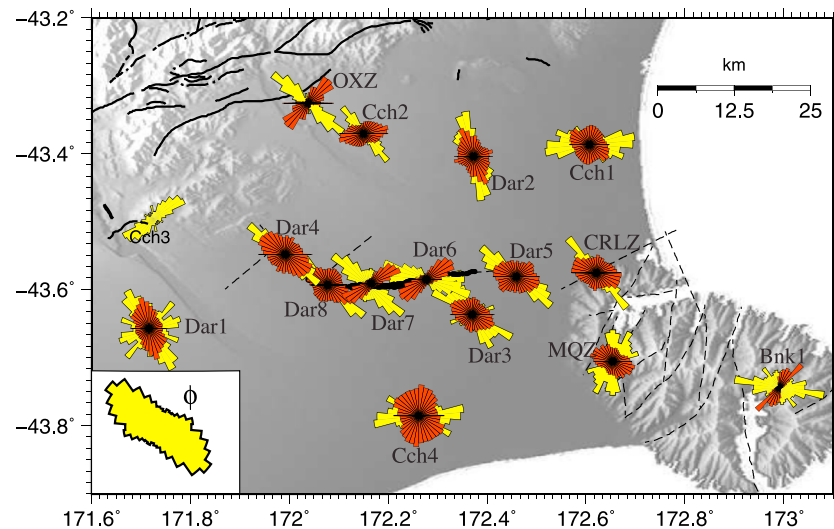 −43.2°
OXZ
km
Cch2
0 12.5 25
−43.4°
Dar2
Cch1
Cch3
Dar4
Dar6
Dar5
CRLZ
−43.6°
Dar8
Dar7
Dar1
Dar3
MQZ
Bnk1
ϕ
−43.8°
Cch4
171.6° 171.8° 172° 172.2° 172.4° 172.6° 172.8° 173°